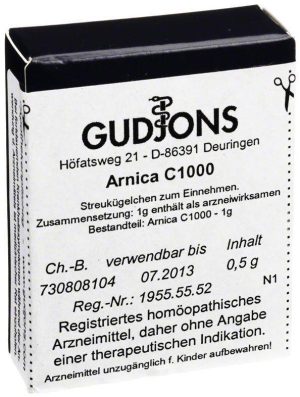 GUDJONS
Höfatsweg 21 - D-86391 Deuringen
Arnica C1000
Streukügelchen zum Einnehmen.
Zusammensetzung: 1g enthält als arzneiwirksamen
Bestandteil: Arnica C1000 - 1g
Ch.-B. verwendbar bis Inhalt
730808104 07.2013 0,5 g
Reg.-Nr.: 1955.55.52 N1
Registriertes homöopathisches
Arzneimittel, daher ohne Angabe
einer therapeutischen Indikation.
Arzneimittel unzugänglich f. Kinder aufbewahren!